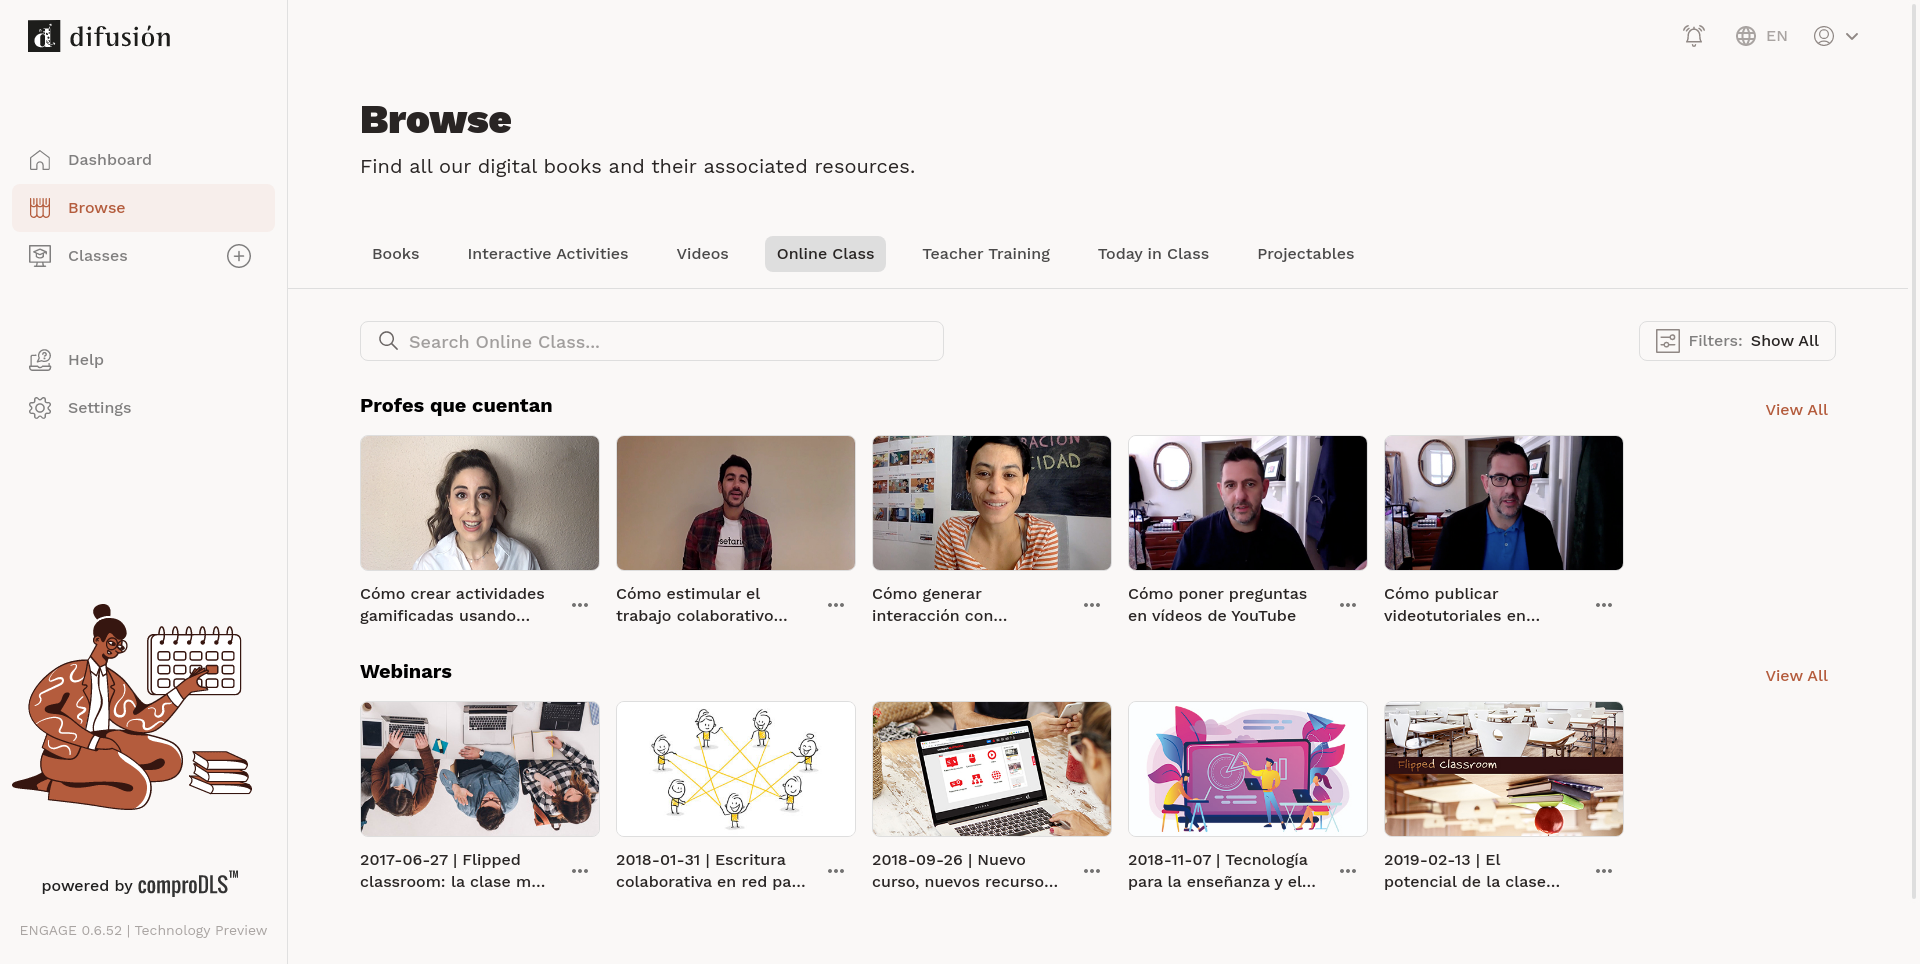 difusión
EN
Dashboard
Browse
Classes
Help
Settings
powered by comproDLS™
ENGAGE 0.6.52 | Technology Preview
Browse
Find all our digital books and their associated resources.
Books Interactive Activities Videos Online Class Teacher Training Today in Class Projectables
Search Online Class...
Filters: Show All
Profes que cuentan
View All
Cómo crear actividades
gamificadas usando...
Cómo estimular el
trabajo colaborativo...
Cómo generar
interacción con...
Cómo poner preguntas
en vídeos de YouTube
Cómo publicar
videotutoriales en...
Webinars
View All
Flipped classroom
2017-06-27 | Flipped
classroom: la clase m...
2018-01-31 | Escritura
colaborativa en red pa...
2018-09-26 | Nuevo
curso, nuevos recurso...
2018-11-07 | Tecnología
para la enseñanza y el...
2019-02-13 | El
potencial de la clase...